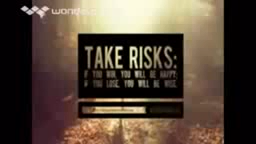 TAKE RISKS:
IF YOU WIN, YOU WILL BE HAPPY;
IF YOU LOSE, YOU WILL BE WISE.